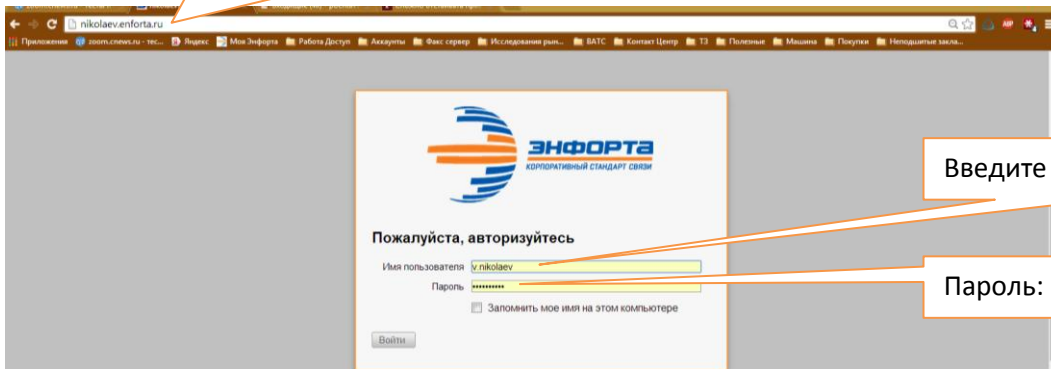 nikolaev.enforta.ru
Приложения zoom.cnews.ru - тес... Яндекс Моя Энфорта Работа Доступ Аккаунты Факс сервер Исследования рын... ВАТС Контакт Центр ТЗ Полезные Машина Покупки Неподшитые закла...
ЭНФОРТА
КОРПОРАТИВНЫЙ СТАНДАРТ СВЯЗИ
Введите
Пожалуйста, авторизуйтесь
Имя пользователя v.nikolaev
Пароль ••••••••••
Пароль:
Запомнить мое имя на этом компьютере
Войти